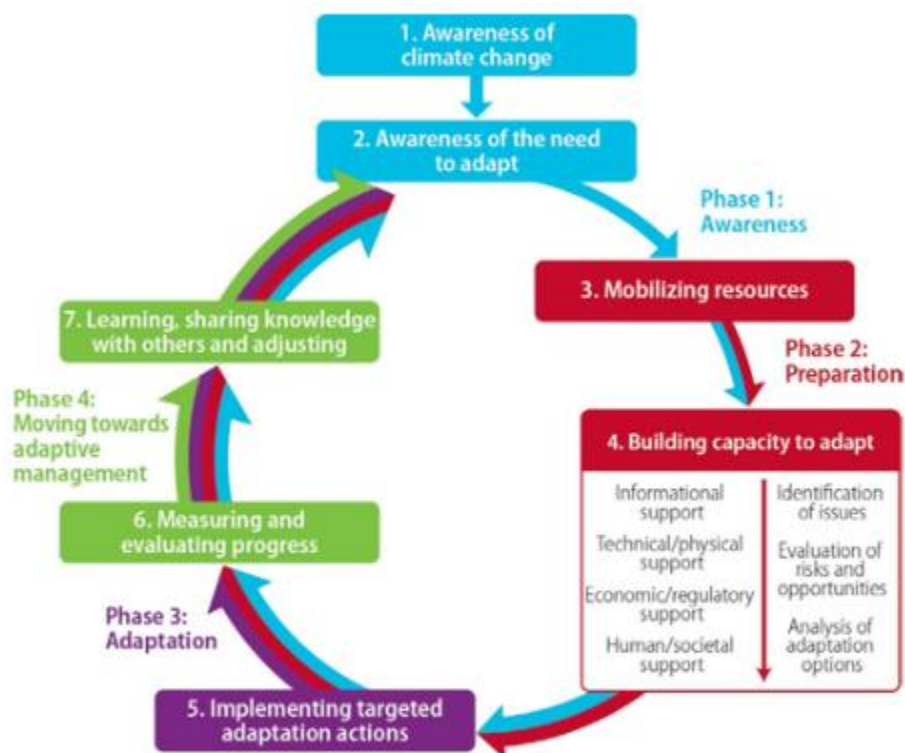 1. Awareness of
climate change
2. Awareness of the need
to adapt
Phase 1:
Awareness
3. Mobilizing resources
Phase 2:
Preparation
4. Building capacity to adapt
Informational
support
Technical/physical
support
Economic/regulatory
support
Human/societal
support
Identification
of issues
Evaluation of
risks and
opportunities
Analysis of
adaptation
options
5. Implementing targeted
adaptation actions
Phase 3:
Adaptation
6. Measuring and
evaluating progress
Phase 4:
Moving towards
adaptive
management
7. Learning, sharing knowledge
with others and adjusting